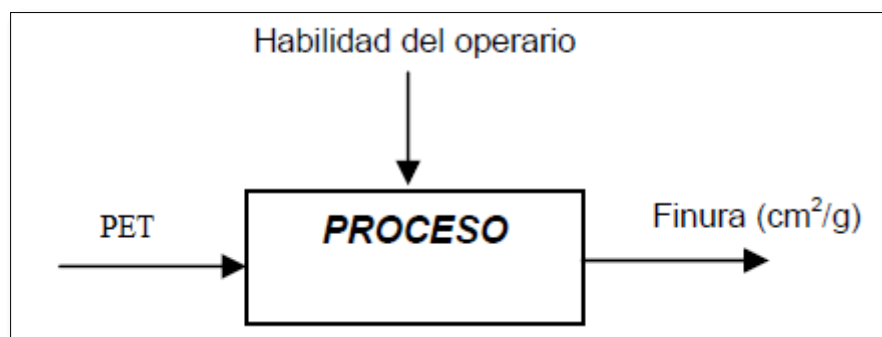 Habilidad del operario
PET
PROCESO
Finura (cm²/g)